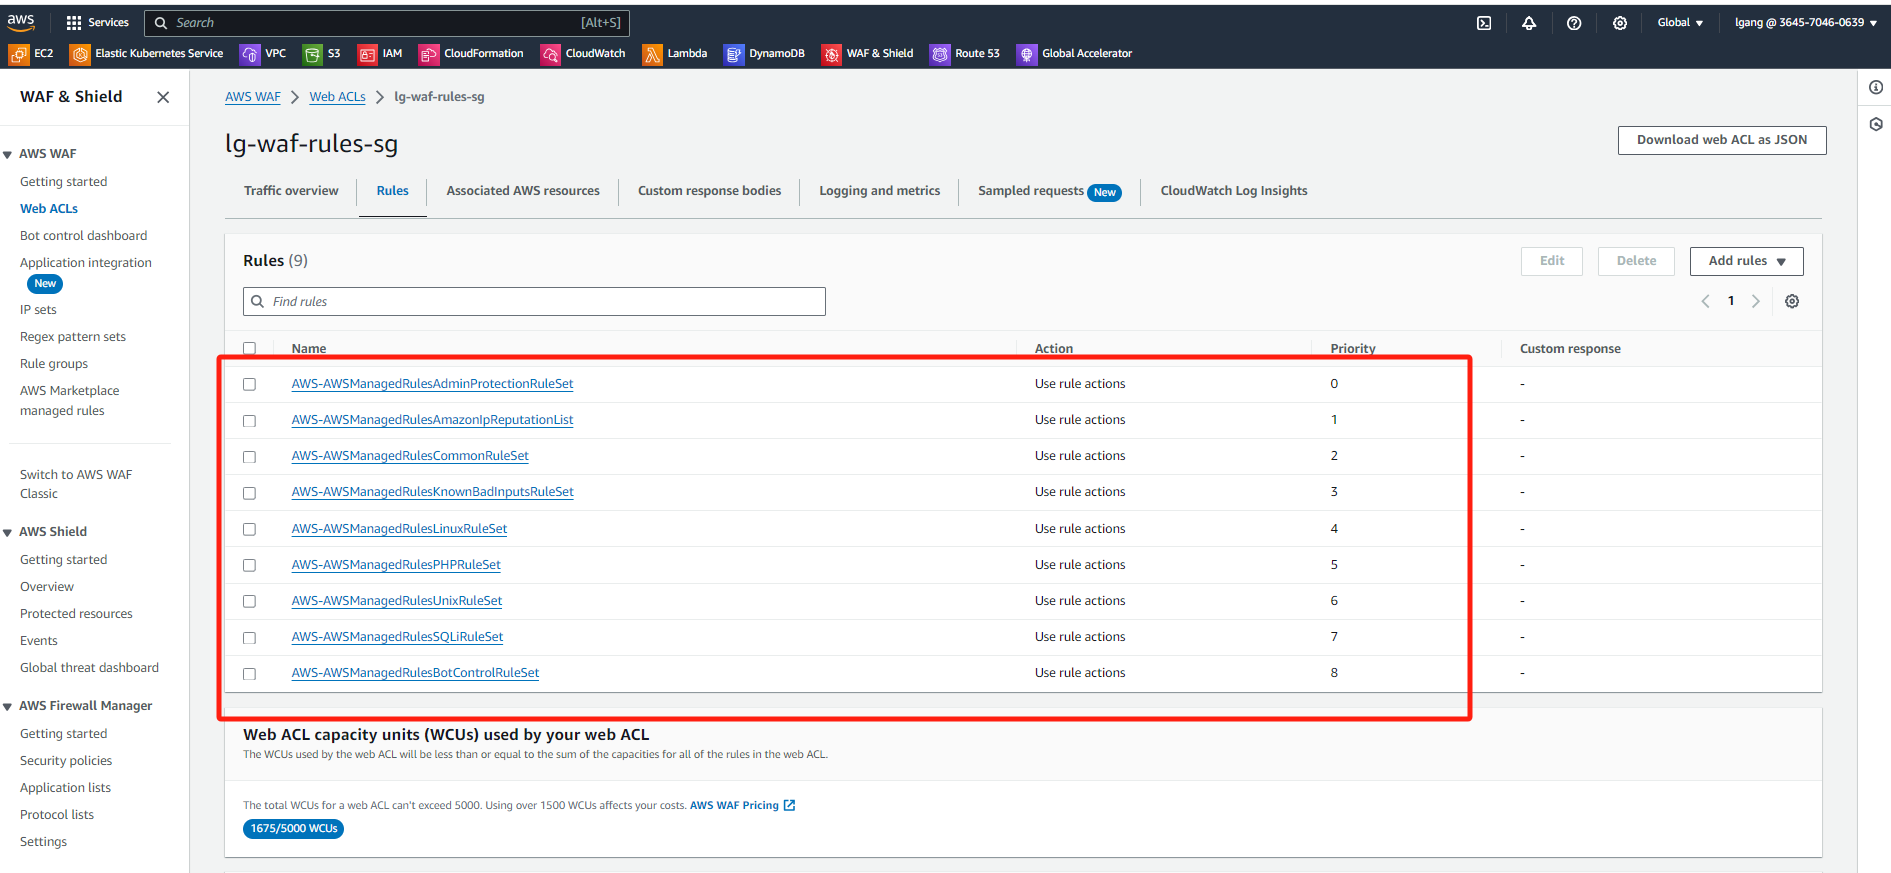 aws
Services
Search
[Alt+S]
Global
lgang @ 3645-7046-0639
EC2
Elastic Kubernetes Service
VPC
S3
IAM
CloudFormation
CloudWatch
Lambda
DynamoDB
WAF & Shield
Route 53
Global Accelerator
WAF & Shield
AWS WAF
Getting started
Web ACLs
Bot control dashboard
Application integration
New
IP sets
Regex pattern sets
Rule groups
AWS Marketplace
managed rules
Switch to AWS WAF
Classic
AWS Shield
Getting started
Overview
Protected resources
Events
Global threat dashboard
AWS Firewall Manager
Getting started
Security policies
Application lists
Protocol lists
Settings
AWS WAF > Web ACLs > lg-waf-rules-sg
lg-waf-rules-sg
Download web ACL as JSON
Traffic overview
Rules
Associated AWS resources
Custom response bodies
Logging and metrics
Sampled requests New
CloudWatch Log Insights
Rules (9)
Edit
Delete
Add rules
Find rules
1
Name Action Priority Custom response
AWS-AWSManagedRulesAdminProtectionRuleSet Use rule actions 0 -
AWS-AWSManagedRulesAmazonIpReputationList Use rule actions 1 -
AWS-AWSManagedRulesCommonRuleSet Use rule actions 2 -
AWS-AWSManagedRulesKnownBadInputsRuleSet Use rule actions 3 -
AWS-AWSManagedRulesLinuxRuleSet Use rule actions 4 -
AWS-AWSManagedRulesPHPRuleSet Use rule actions 5 -
AWS-AWSManagedRulesUnixRuleSet Use rule actions 6 -
AWS-AWSManagedRulesSQLiRuleSet Use rule actions 7 -
AWS-AWSManagedRulesBotControlRuleSet Use rule actions 8 -
Web ACL capacity units (WCUs) used by your web ACL
The WCUs used by the web ACL will be less than or equal to the sum of the capacities for all of the rules in the web ACL.
The total WCUs for a web ACL can't exceed 5000. Using over 1500 WCUs affects your costs. AWS WAF Pricing
1675/5000 WCUs